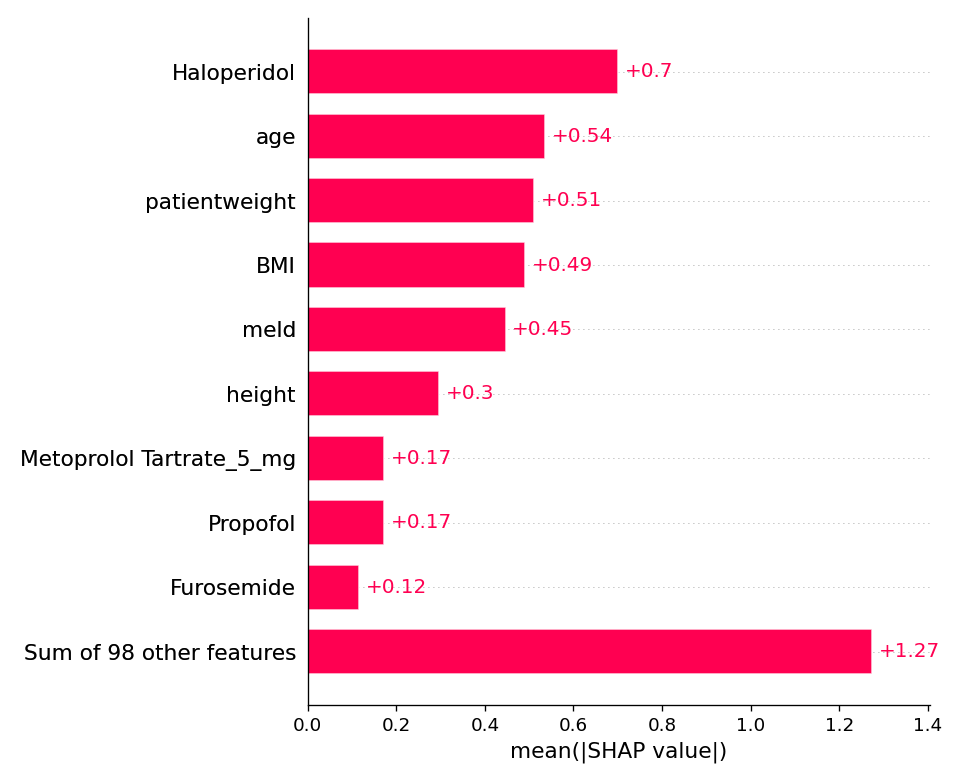 Haloperidol +0.7
age +0.54
patientweight +0.51
BMI +0.49
meld +0.45
height +0.3
Metoprolol Tartrate_5_mg +0.17
Propofol +0.17
Furosemide +0.12
Sum of 98 other features +1.27
0.0 0.2 0.4 0.6 0.8 1.0 1.2 1.4
mean(|SHAP value|)